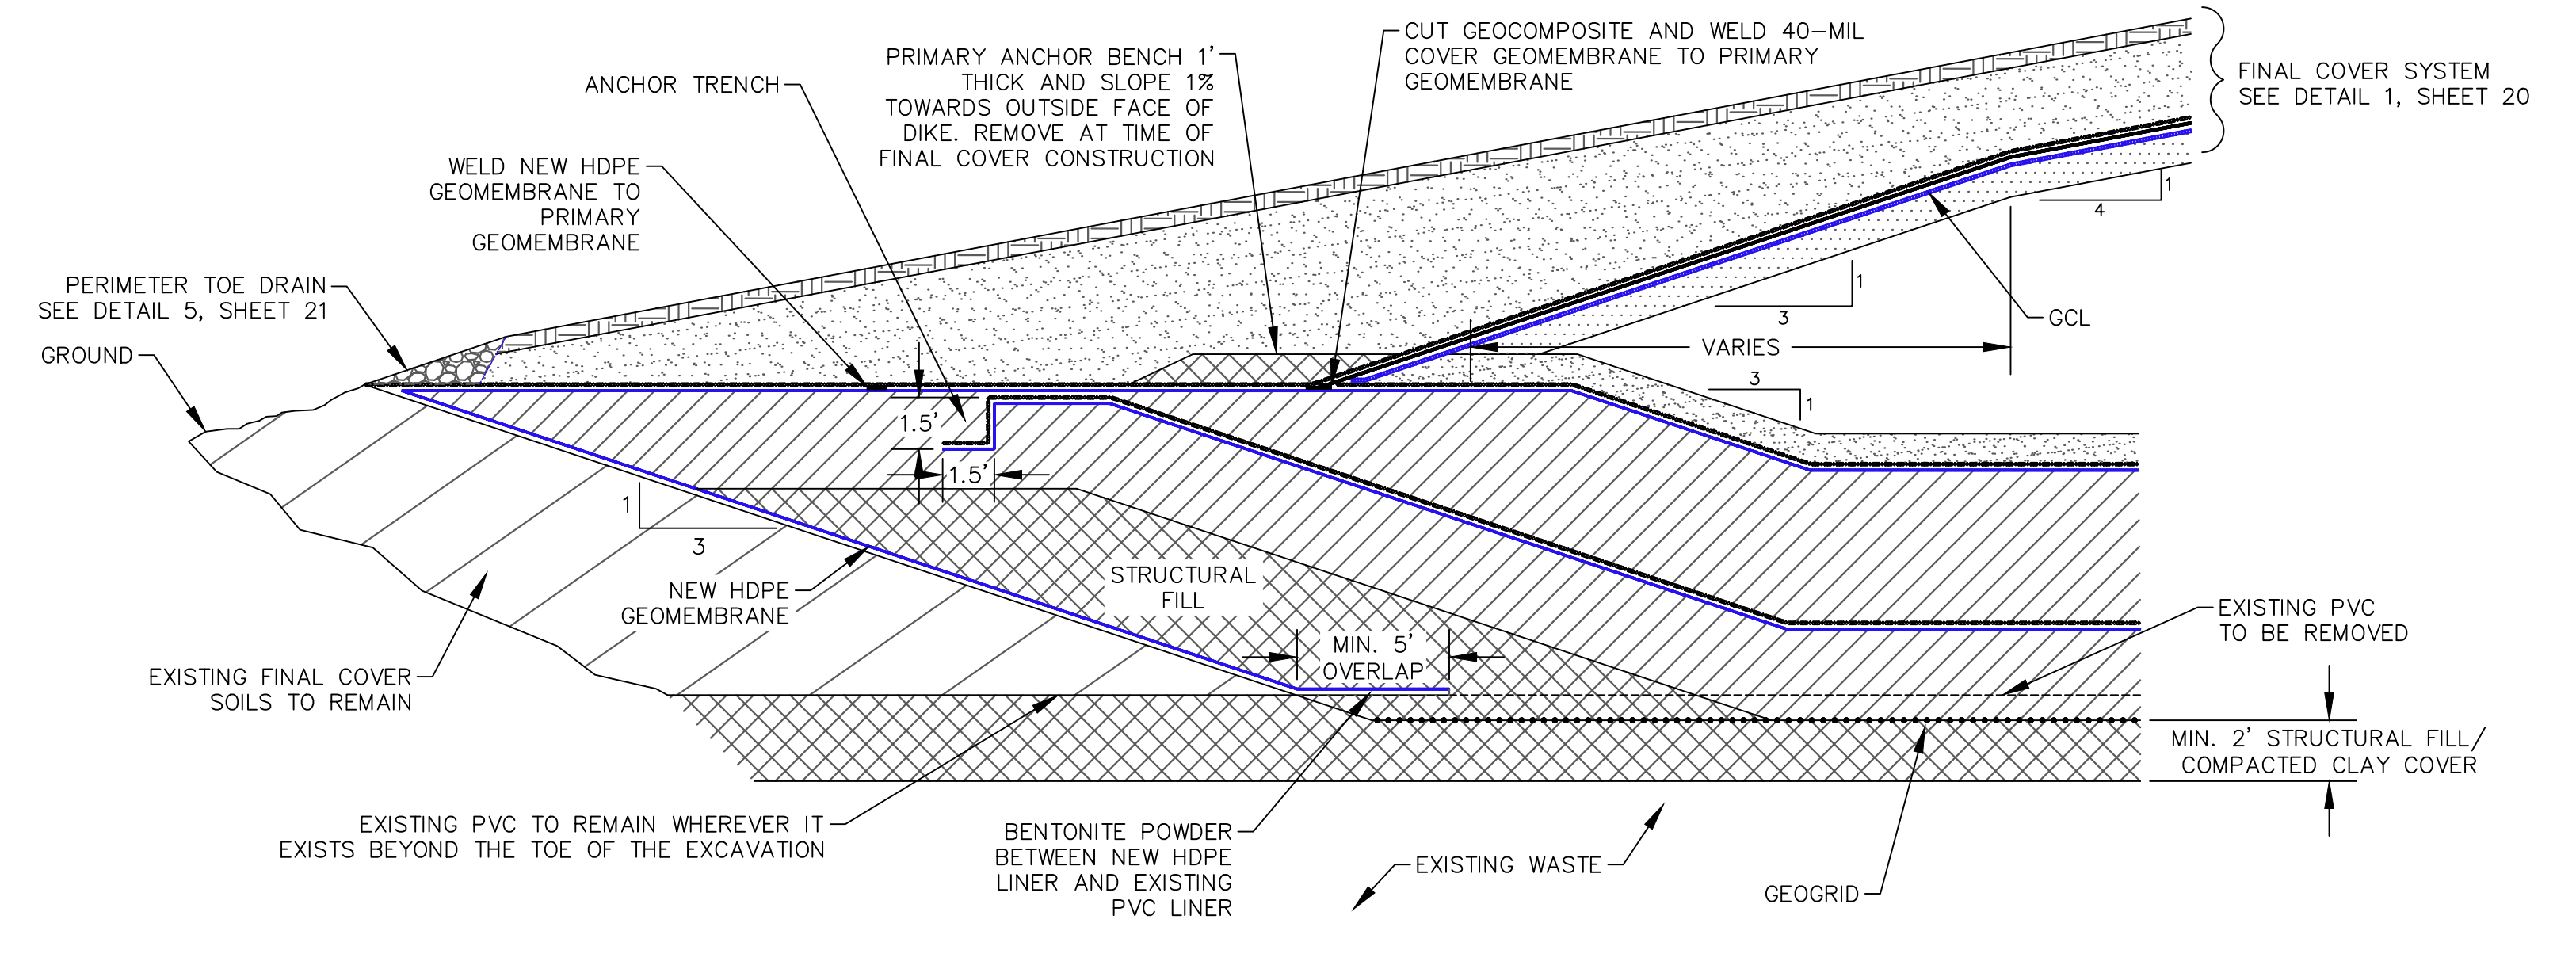 CUT GEOCOMPOSITE AND WELD 40-MIL
COVER GEOMEMBRANE TO PRIMARY
GEOMEMBRANE
PRIMARY ANCHOR BENCH 1'
THICK AND SLOPE 1%
TOWARDS OUTSIDE FACE OF
DIKE. REMOVE AT TIME OF
FINAL COVER CONSTRUCTION
ANCHOR TRENCH
FINAL COVER SYSTEM
SEE DETAIL 1, SHEET 20
WELD NEW HDPE
GEOMEMBRANE TO
PRIMARY
GEOMEMBRANE
1
4
PERIMETER TOE DRAIN
SEE DETAIL 5, SHEET 21
1
3
GCL
GROUND
VARIES
3
1
1.5'
1.5'
1
3
STRUCTURAL
FILL
NEW HDPE
GEOMEMBRANE
EXISTING PVC
TO BE REMOVED
MIN. 5'
OVERLAP
EXISTING FINAL COVER
SOILS TO REMAIN
MIN. 2' STRUCTURAL FILL/
COMPACTED CLAY COVER
EXISTING PVC TO REMAIN WHEREVER IT
EXISTS BEYOND THE TOE OF THE EXCAVATION
BENTONITE POWDER
BETWEEN NEW HDPE
LINER AND EXISTING
PVC LINER
EXISTING WASTE
GEOGRID